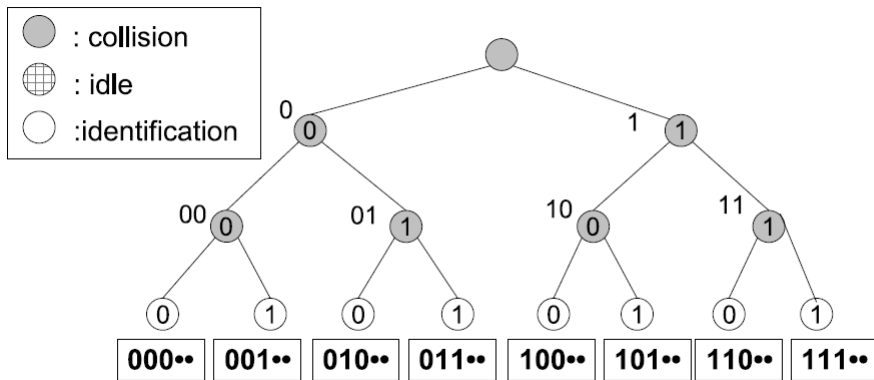 : collision
: idle
:identification
0 1
0 1
00 01 10 11
0 1 0 1
0 1 0 1 0 1 0 1
000•• 001•• 010•• 011•• 100•• 101•• 110•• 111••